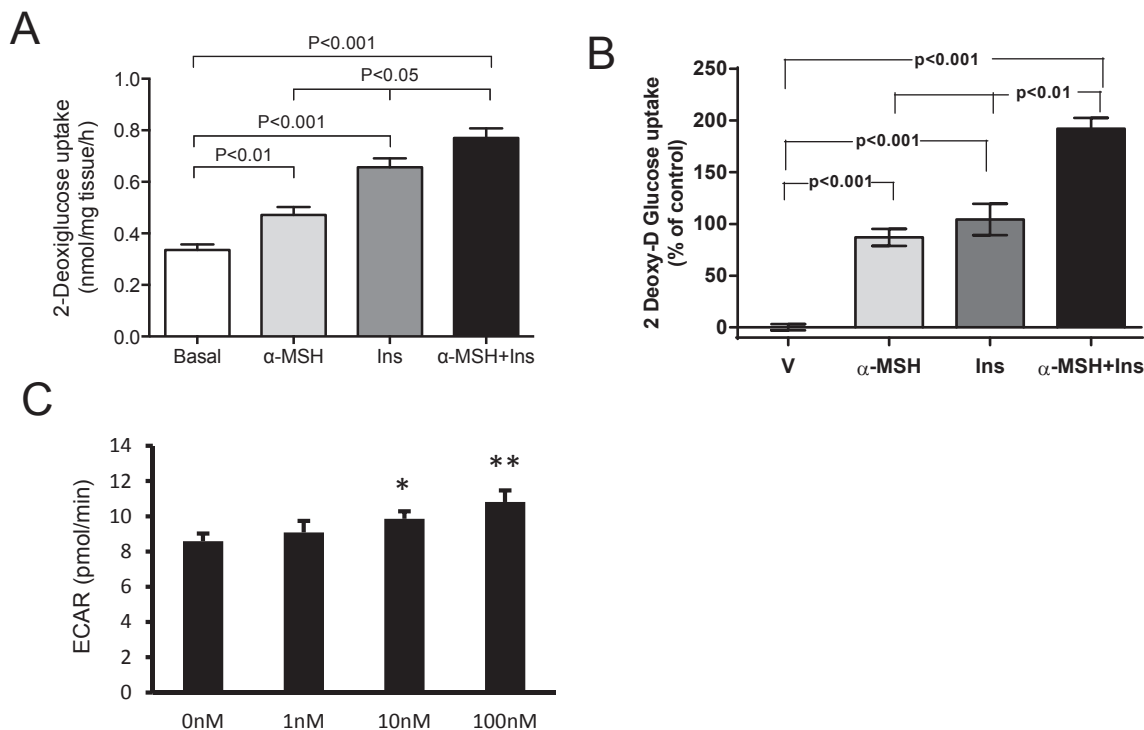 A
P<0.001
P<0.05
P<0.001
P<0.01
2-Deoxiglucose uptake
(nmol/mg tissue/h)
1.0
0.8
0.6
0.4
0.2
0.0
Basal α-MSH Ins α-MSH+Ins
B
p<0.001
p<0.01
p<0.001
p<0.001
2 Deoxy-D Glucose uptake
(% of control)
250
200
150
100
50
0
V α-MSH Ins α-MSH+Ins
C
* **
ECAR (pmol/min)
14
12
10
8
6
4
2
0
0nM 1nM 10nM 100nM